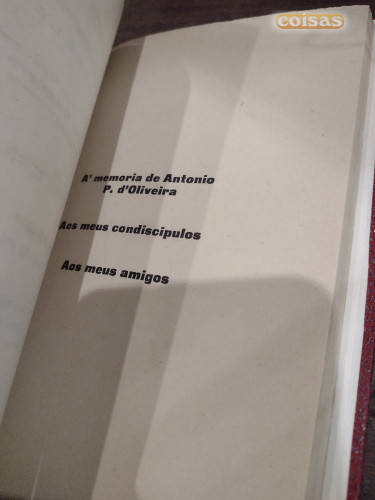 coisas
A' memoria de Antonio
P. d'Oliveira
Aos meus condiscipulos
Aos meus amigos